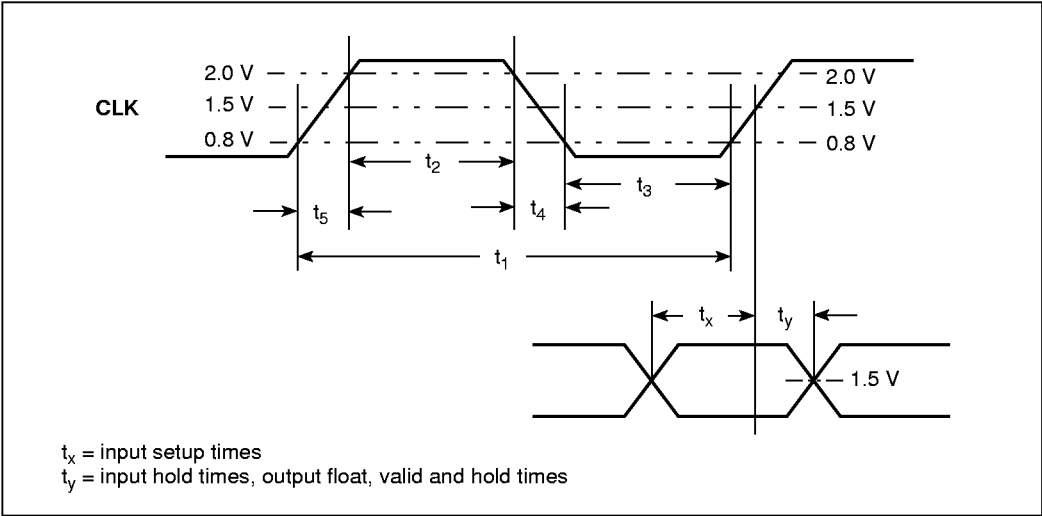 2.0 V
2.0 V
CLK
1.5 V
1.5 V
0.8 V
0.8 V
t2
t3
t5
t4
t1
tx
ty
1.5 V
tx = input setup times
ty = input hold times, output float, valid and hold times